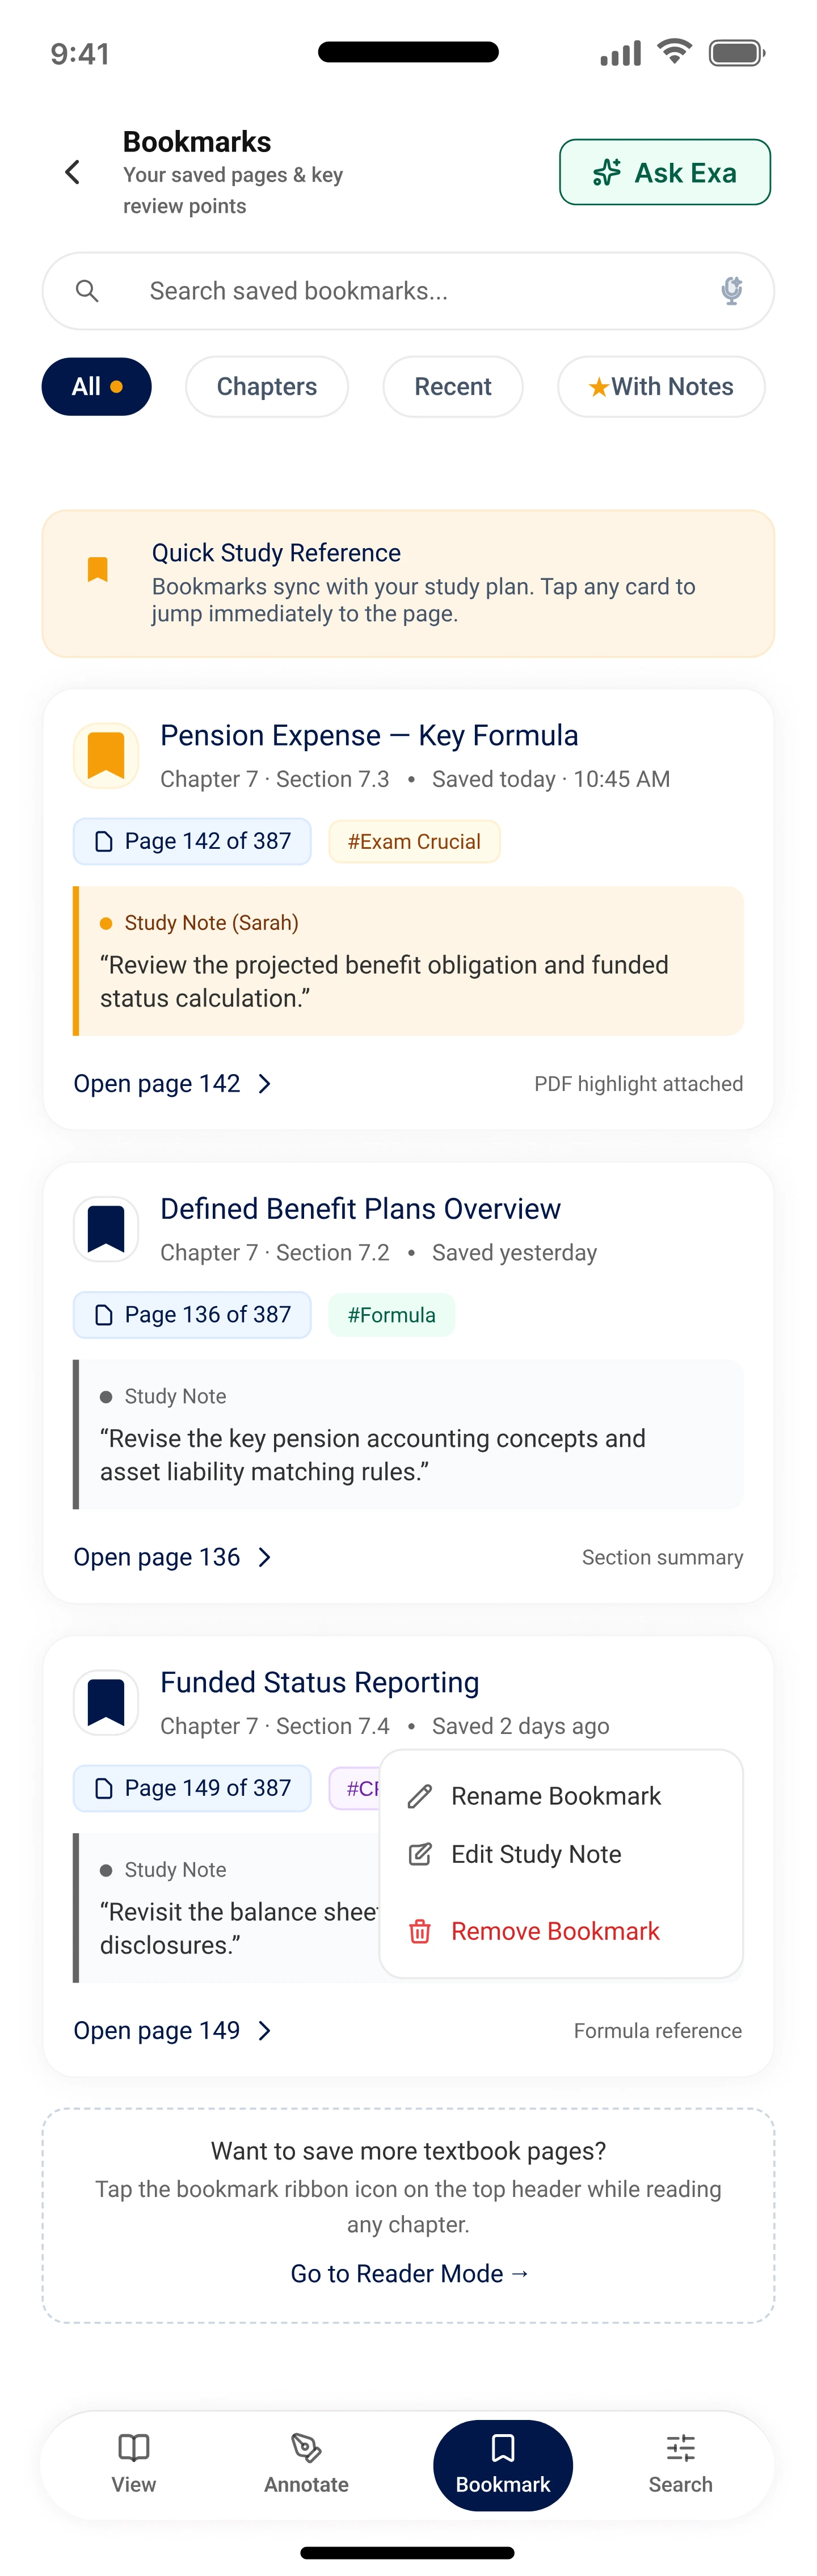 9:41
Bookmarks
Your saved pages & key
review points
Ask Exa
Search saved bookmarks...
All
Chapters
Recent
★With Notes
Quick Study Reference
Bookmarks sync with your study plan. Tap any card to
jump immediately to the page.
Pension Expense — Key Formula
Chapter 7 · Section 7.3 • Saved today · 10:45 AM
Page 142 of 387
#Exam Crucial
Study Note (Sarah)
“Review the projected benefit obligation and funded
status calculation.”
Open page 142
PDF highlight attached
Defined Benefit Plans Overview
Chapter 7 · Section 7.2 • Saved yesterday
Page 136 of 387
#Formula
Study Note
“Revise the key pension accounting concepts and
asset liability matching rules.”
Open page 136
Section summary
Funded Status Reporting
Chapter 7 · Section 7.4 • Saved 2 days ago
Page 149 of 387
Rename Bookmark
Edit Study Note
Remove Bookmark
Study Note
“Revisit the balance sheet
disclosures.”
Open page 149
Formula reference
Want to save more textbook pages?
Tap the bookmark ribbon icon on the top header while reading
any chapter.
Go to Reader Mode →
View
Annotate
Bookmark
Search